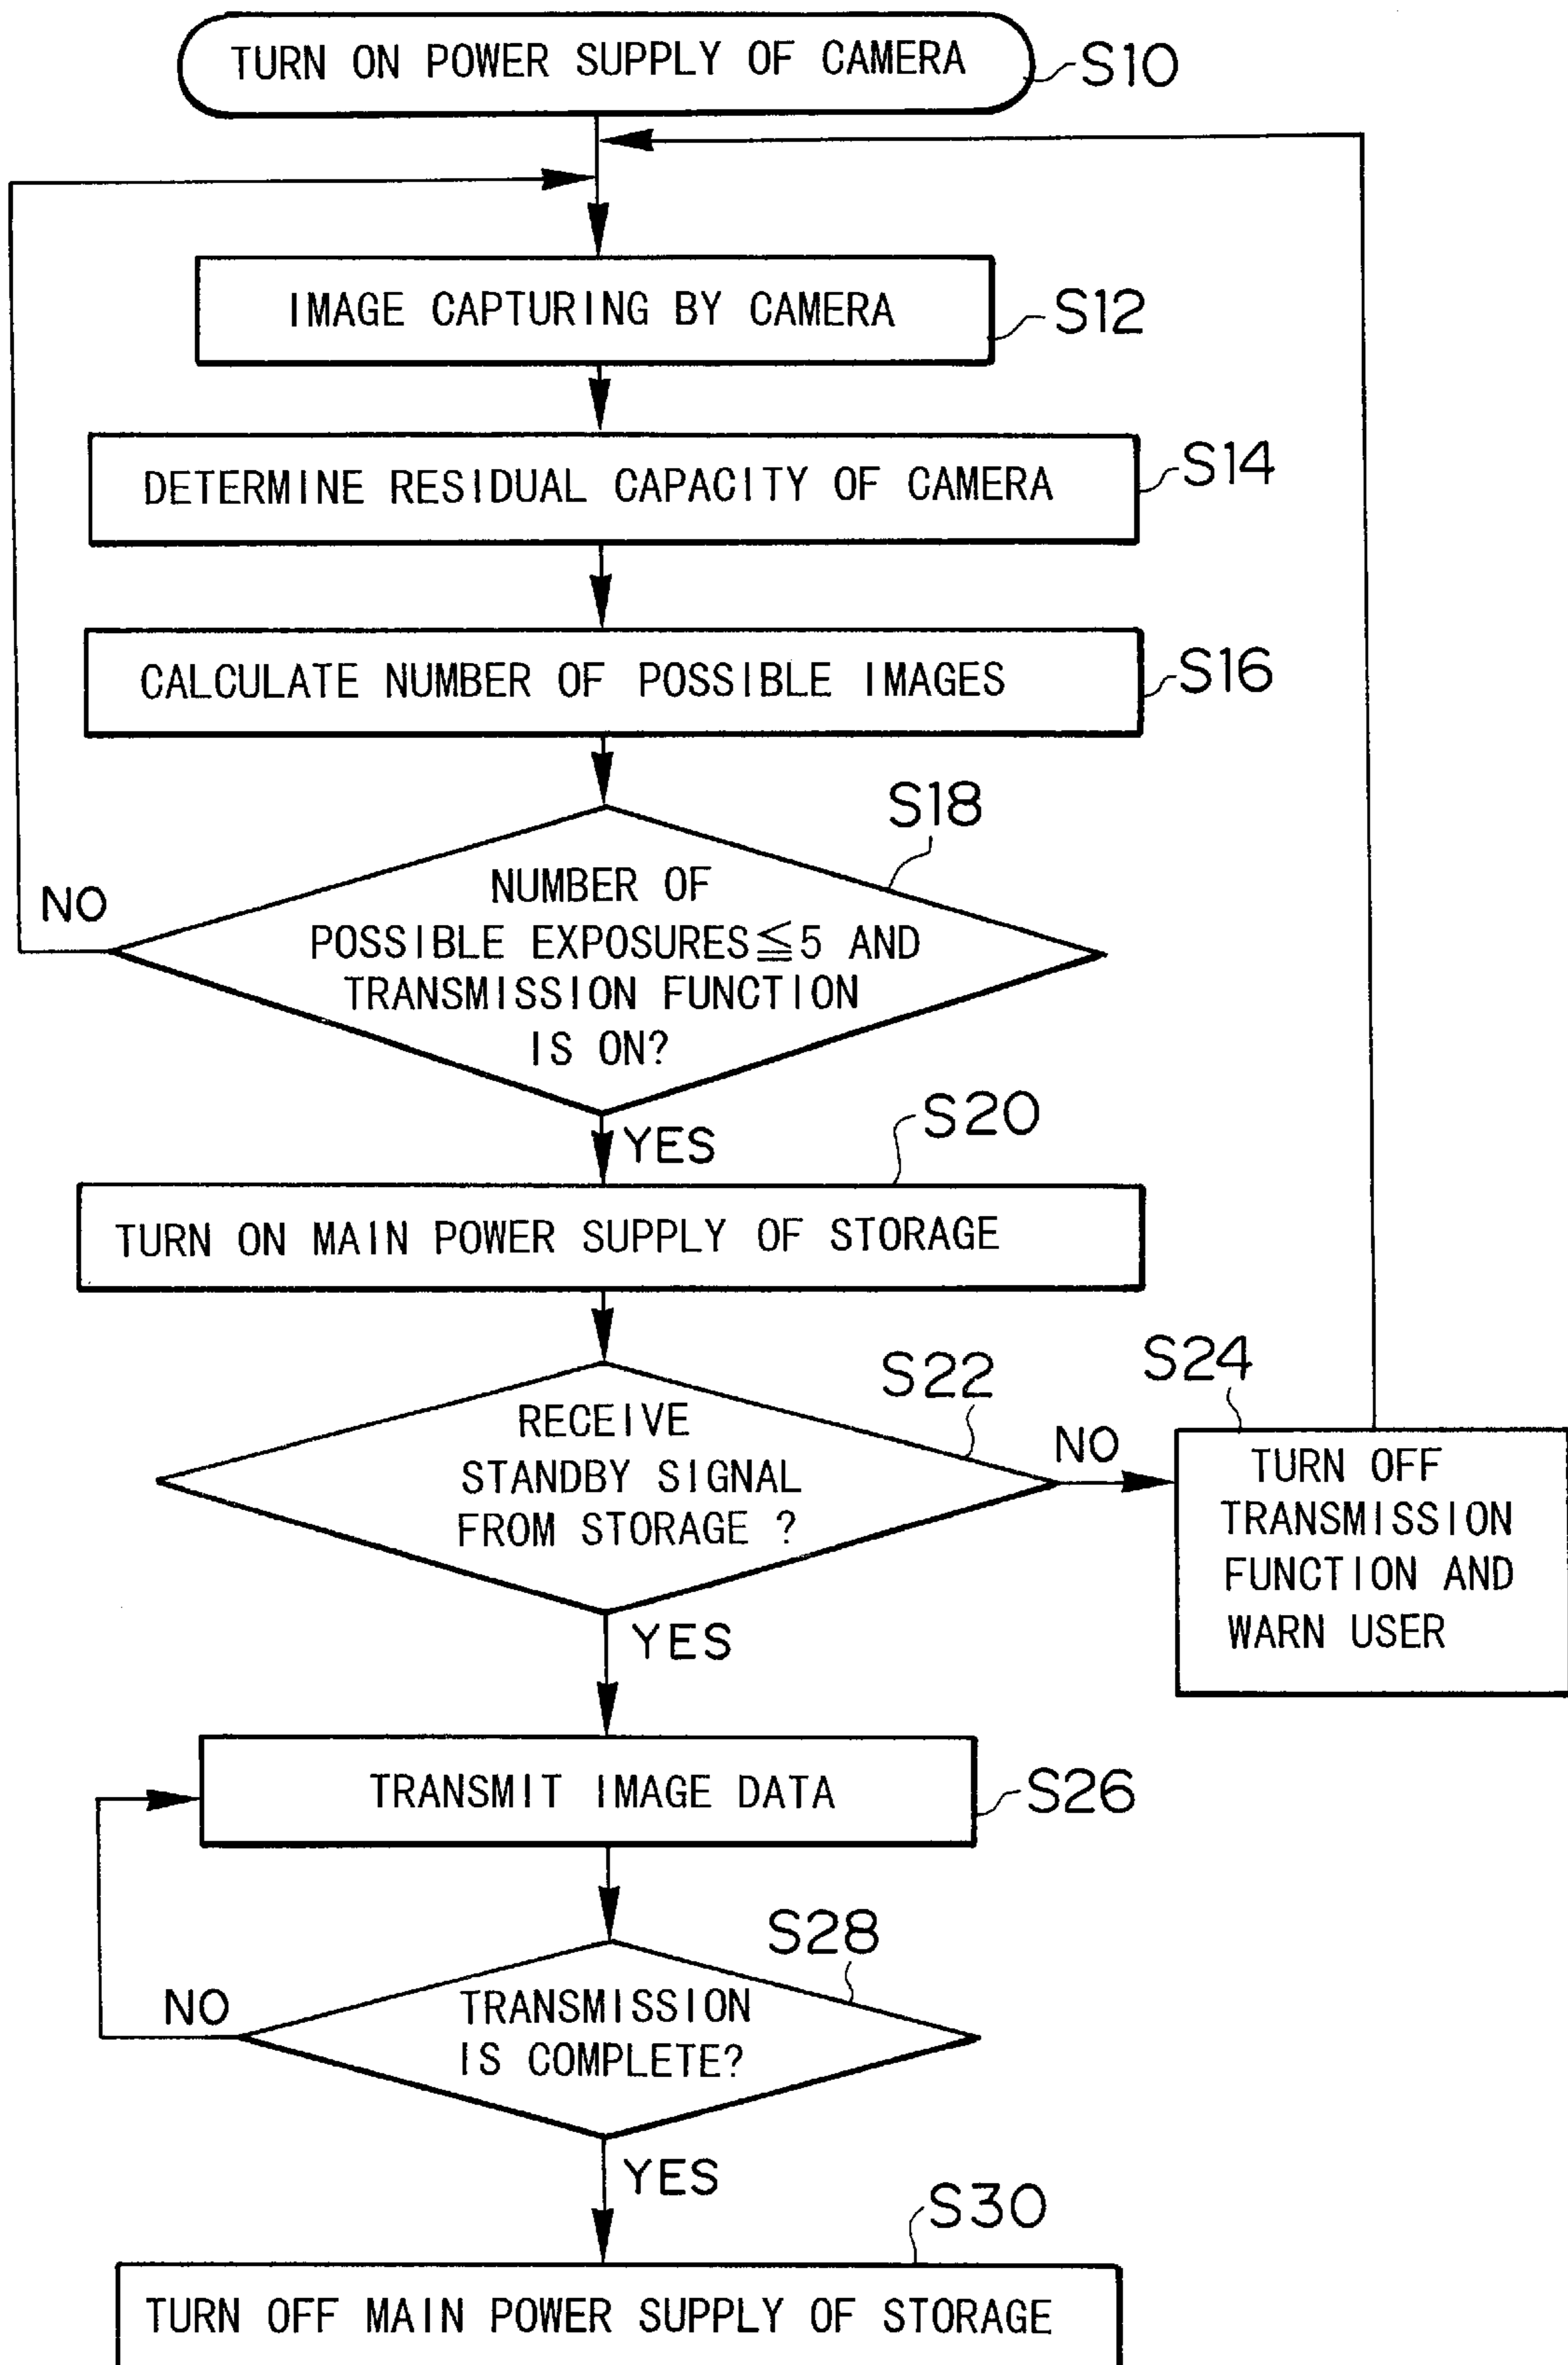 TURN ON POWER SUPPLY OF CAMERA
S10
IMAGE CAPTURING BY CAMERA
S12
DETERMINE RESIDUAL CAPACITY OF CAMERA
S14
CALCULATE NUMBER OF POSSIBLE IMAGES
S16
S18
NUMBER OF
POSSIBLE EXPOSURES≦5 AND
TRANSMISSION FUNCTION
IS ON?
NO
YES
S20
TURN ON MAIN POWER SUPPLY OF STORAGE
S22
RECEIVE
STANDBY SIGNAL
FROM STORAGE ?
NO
S24
TURN OFF
TRANSMISSION
FUNCTION AND
WARN USER
YES
TRANSMIT IMAGE DATA
S26
S28
TRANSMISSION
IS COMPLETE?
NO
YES
S30
TURN OFF MAIN POWER SUPPLY OF STORAGE